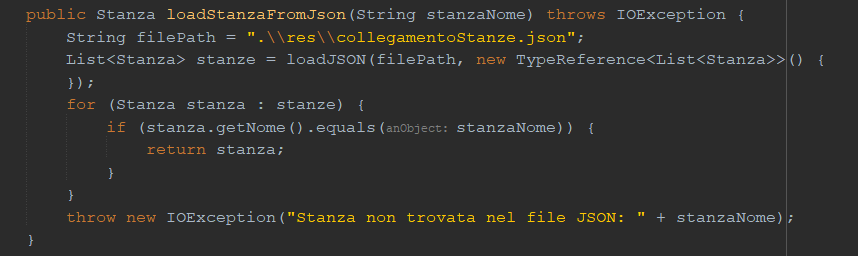 public Stanza loadStanzaFromJson(String stanzaNome) throws IOException {
    String filePath = ".\\res\\collegamentoStanze.json";
    List<Stanza> stanze = loadJSON(filePath, new TypeReference<List<Stanza>>() {
    });
    for (Stanza stanza : stanze) {
        if (stanza.getNome().equals(anObject: stanzaNome)) {
            return stanza;
        }
    }
    throw new IOException("Stanza non trovata nel file JSON: " + stanzaNome);
}